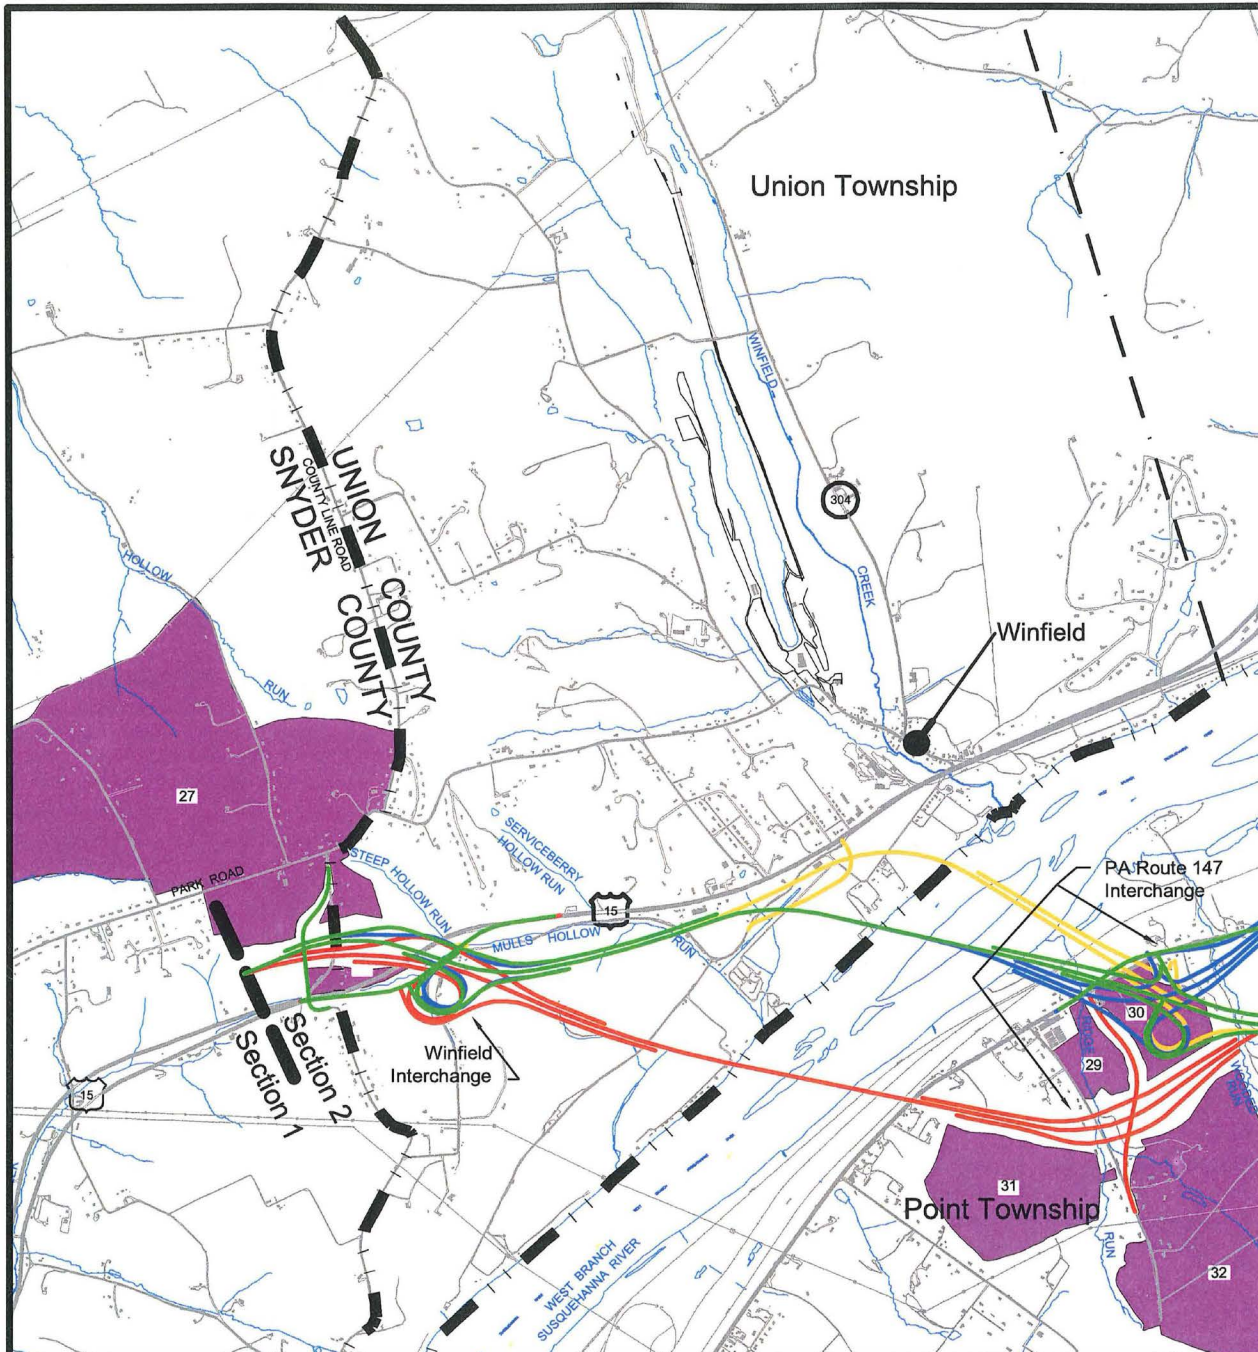 Union Township
WINFIELD
304
UNION
COUNTY LINE ROAD
SNYDER
HOLLOW
CREEK
COUNTY
COUNTY
Winfield
RUN
27
SERVICEBERRY
HOLLOW RUN
STEEP HOLLOW RUN
PA Route 147
Interchange
PARK ROAD
15
MULLS HOLLOW
RUN
30
Section 2
Section 1
Winfield
Interchange
29
RUN
15
31
Point Township
RUN
32
WEST BRANCH
SUSQUEHANNA RIVER